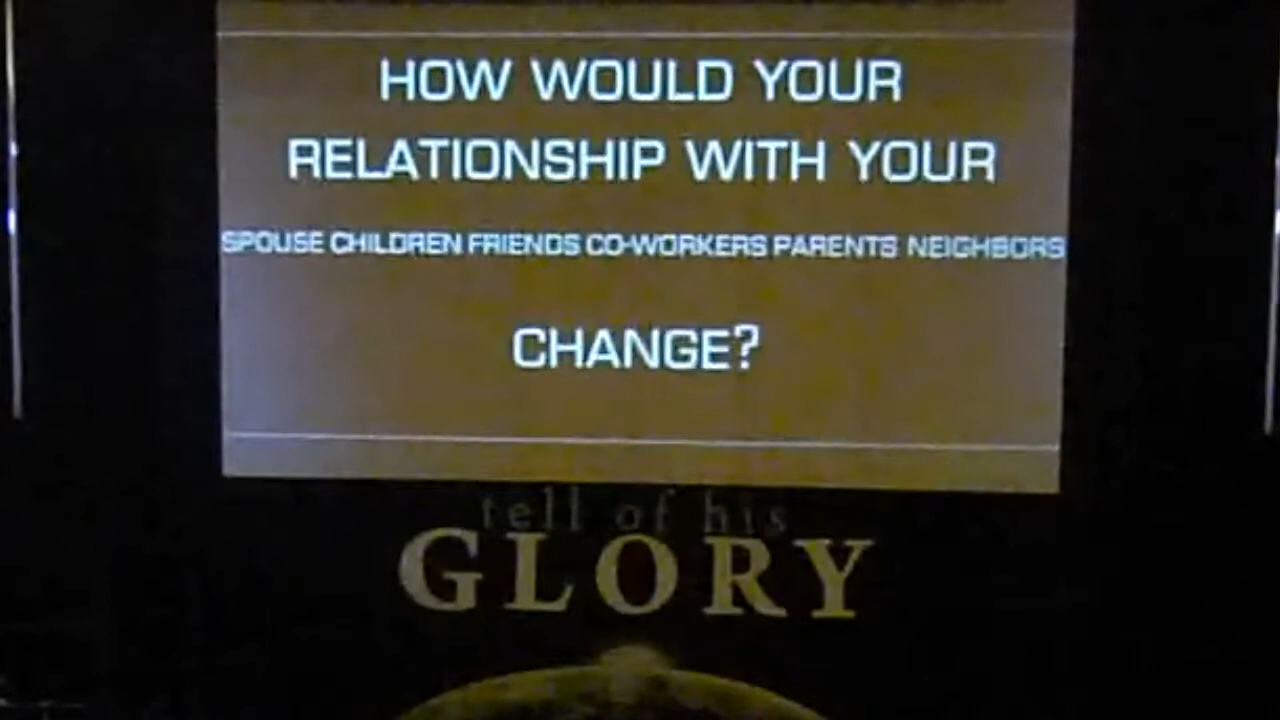 HOW WOULD YOUR
RELATIONSHIP WITH YOUR
SPOUSE CHILDREN FRIENDS CO-WORKERS PARENTS NEIGHBORS
CHANGE?
tell of his
GLORY